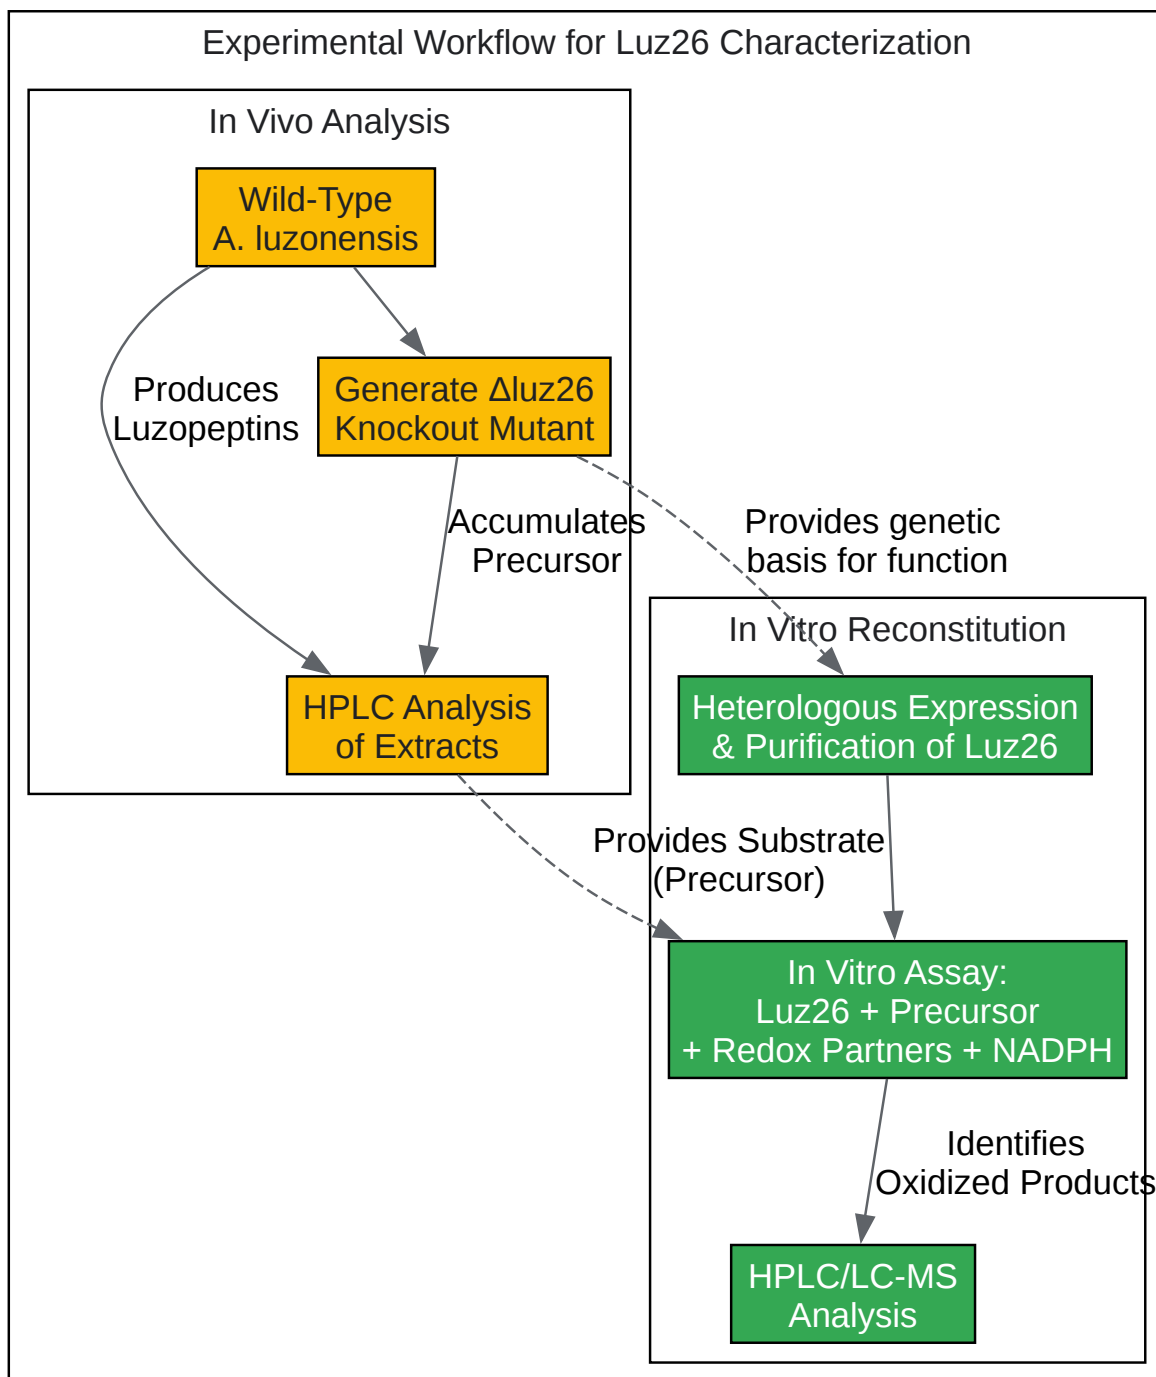 Experimental Workflow for Luz26 Characterization
In Vivo Analysis
Wild-Type
A. luzonensis
Produces
Luzopeptins
Generate Δluz26
Knockout Mutant
Accumulates
Precursor
Provides genetic
basis for function
HPLC Analysis
of Extracts
In Vitro Reconstitution
Heterologous Expression
& Purification of Luz26
Provides Substrate
(Precursor)
In Vitro Assay:
Luz26 + Precursor
+ Redox Partners + NADPH
Identifies
Oxidized Products
HPLC/LC-MS
Analysis